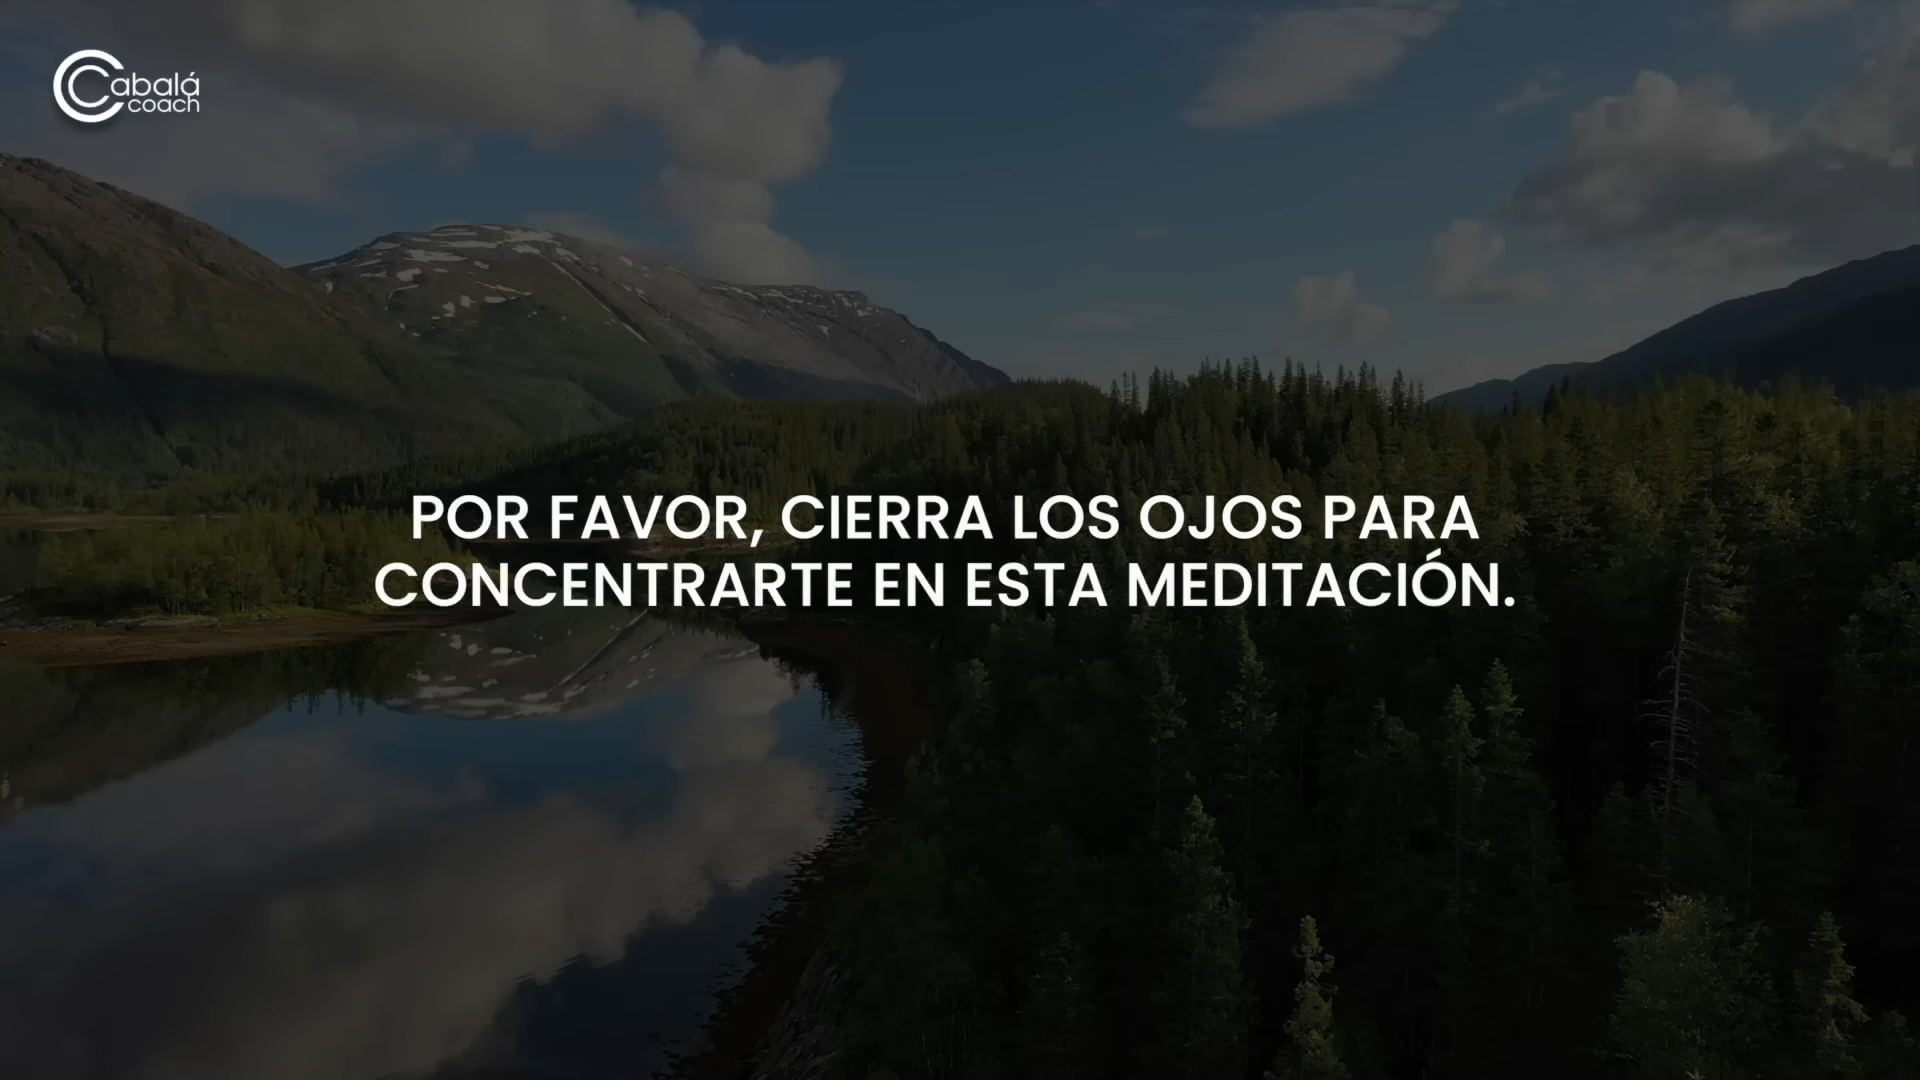 Cabalá
coach
POR FAVOR, CIERRA LOS OJOS PARA
CONCENTRARTE EN ESTA MEDITACIÓN.